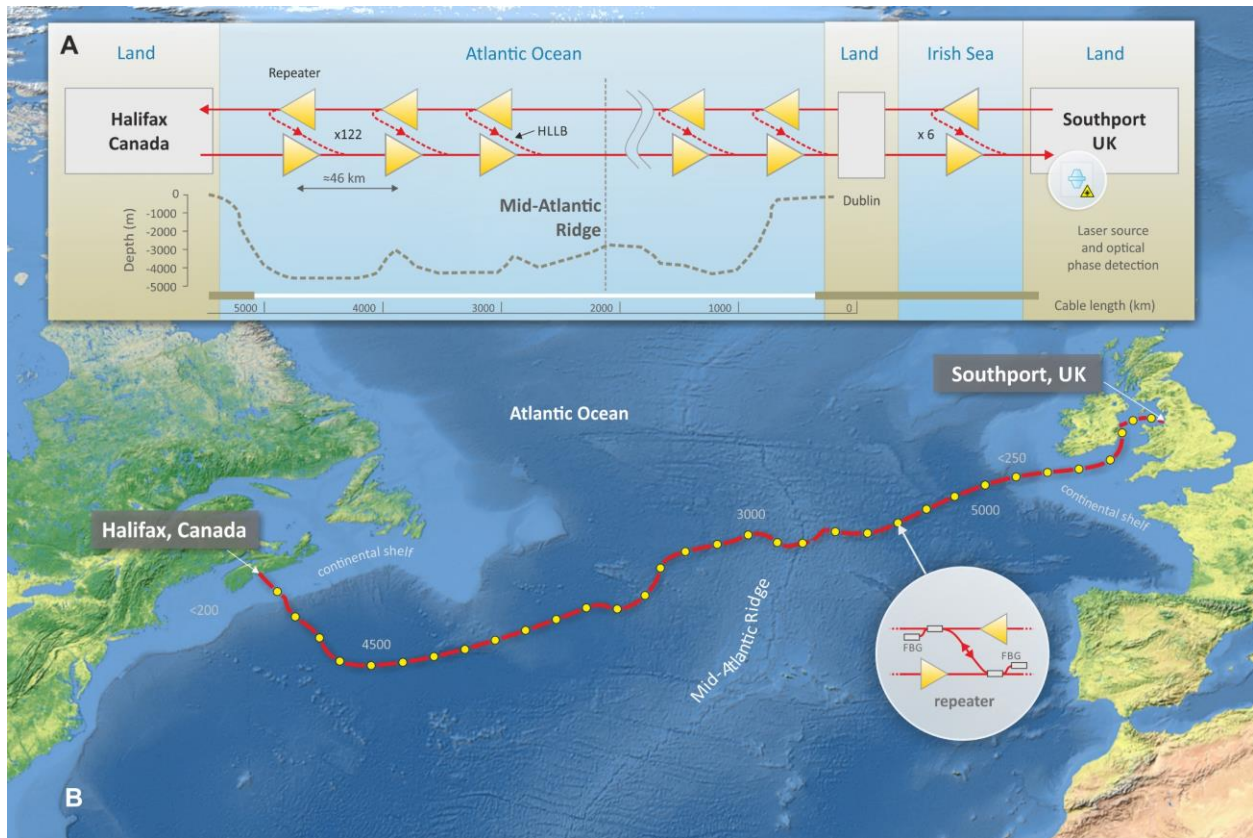 A
Land
Atlantic Ocean
Land
Irish Sea
Land
Repeater
Halifax
Canada
x122
HLLB
x 6
Southport
UK
≈46 km
Dublin
Mid-Atlantic
Ridge
Depth (m)
0
-1000
-2000
-3000
-4000
-5000
Laser source
and optical
phase detection
5000
4000
3000
2000
1000
0
Cable length (km)
Southport, UK
Atlantic Ocean
<250
continental shelf
5000
3000
Halifax, Canada
continental shelf
<200
4500
Mid-Atlantic Ridge
FBG
FBG
repeater
B